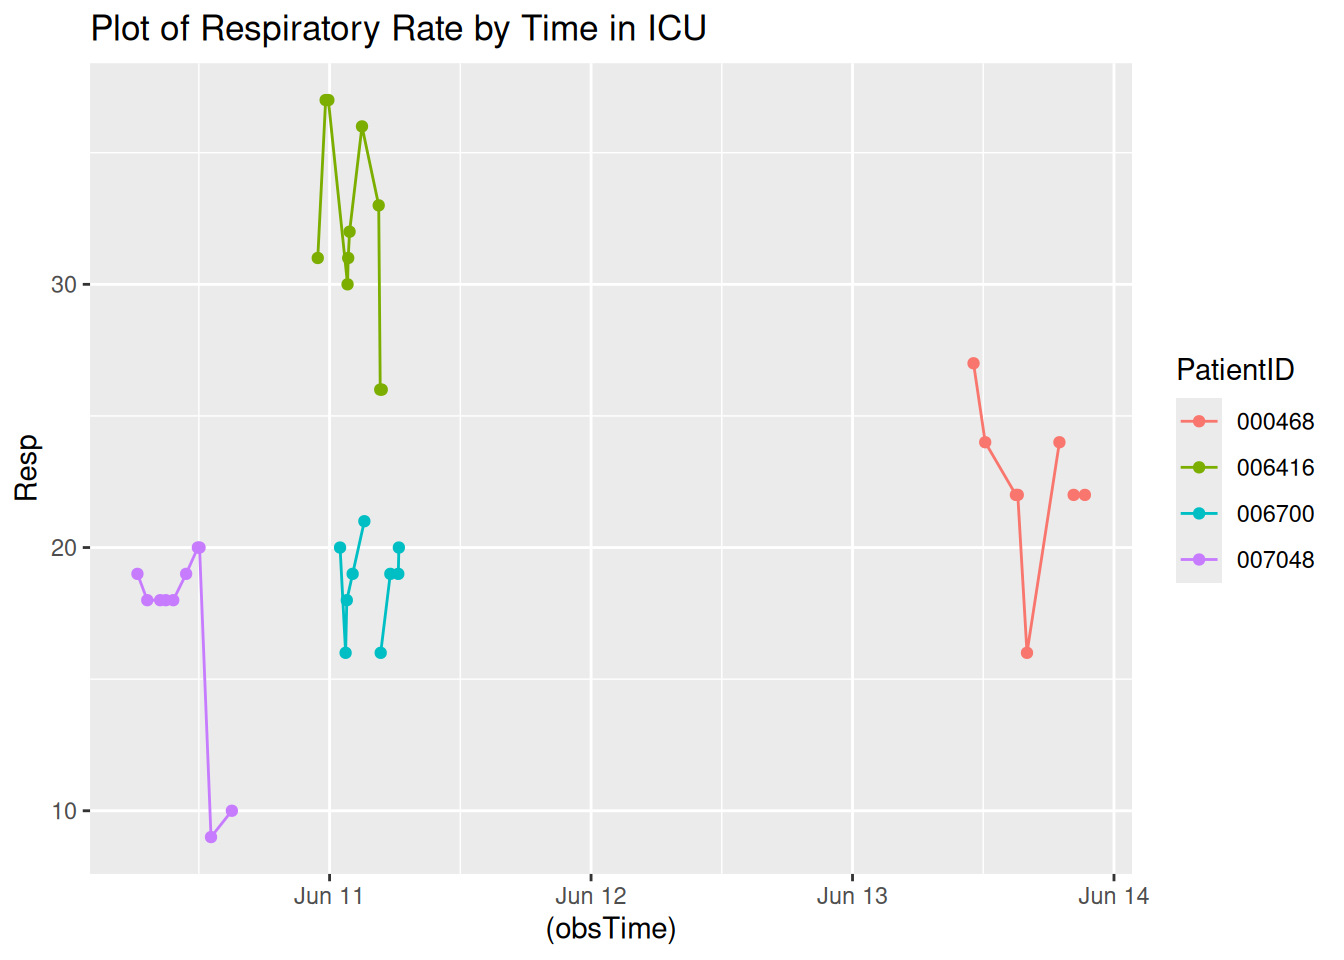 Plot of Respiratory Rate by Time in ICU
Resp
30
20
10
Jun 11
Jun 12
Jun 13
Jun 14
(obsTime)
PatientID
000468
006416
006700
007048